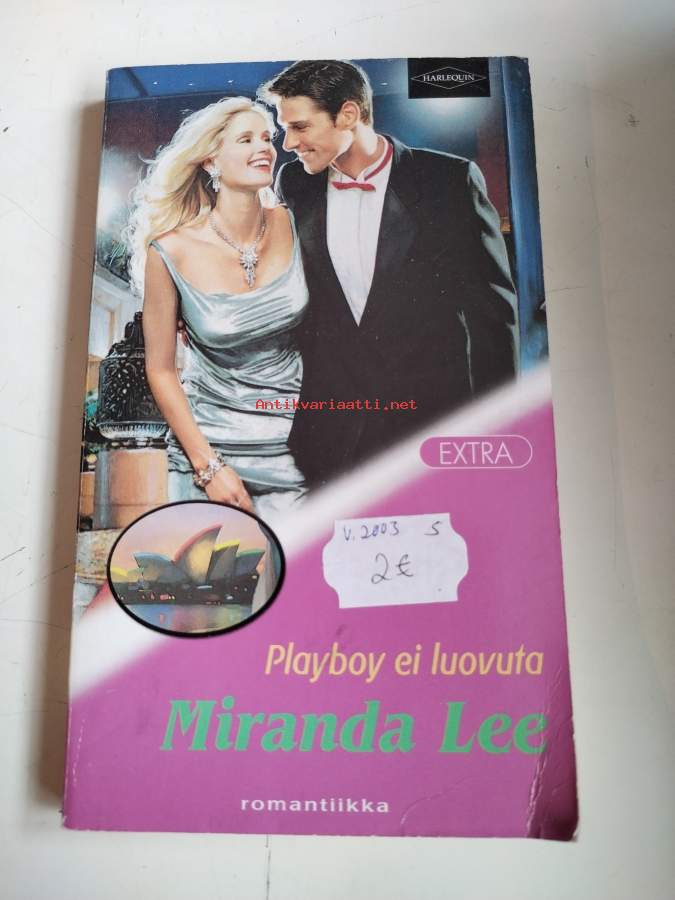 HARLEQUIN
Antikvariaatti.net
EXTRA
V. 2003 5
2€
Playboy ei luovuta
Miranda Lee
romantiikka